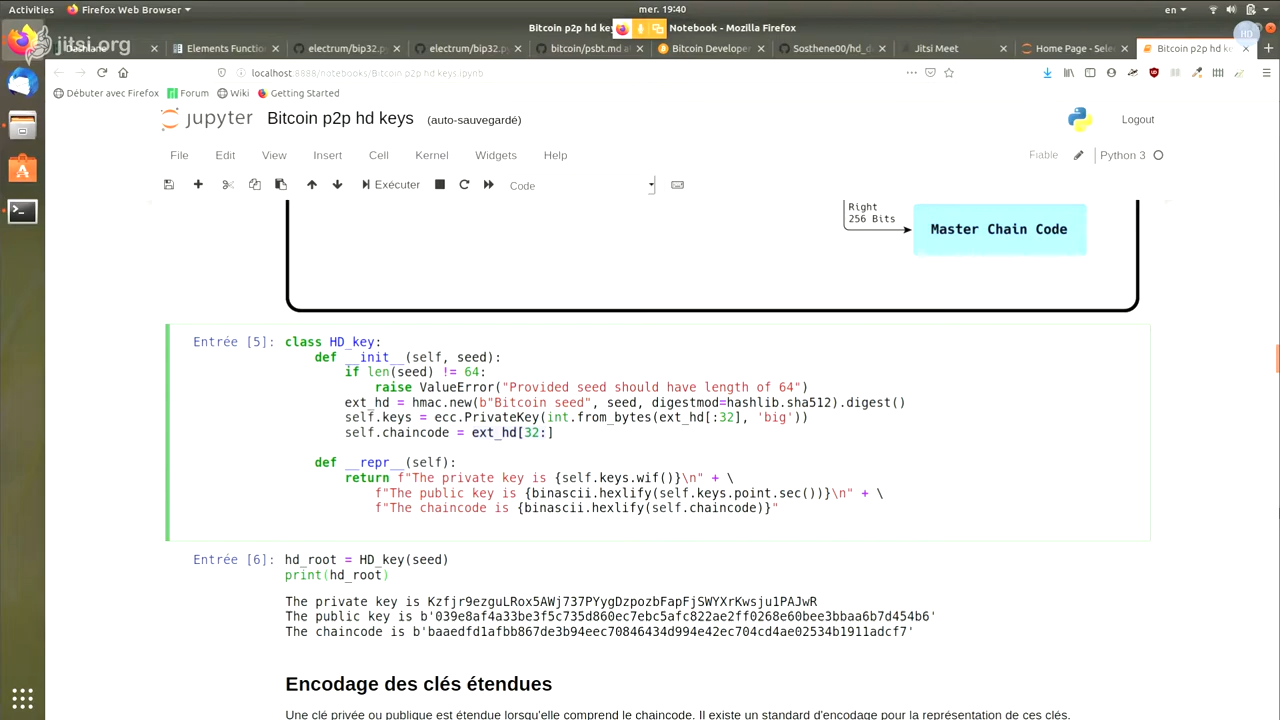 Activities Firefox Web Browser mer. 19:40 en
Bitcoin p2p hd key Notebook - Mozilla Firefox
jitsi.org HD
Elements Functio electrum/bip32.p electrum/bip32.p bitcoin/psbt.md a Bitcoin Developer Sosthene00/hd_d Jitsi Meet Home Page - Sele Bitcoin p2p hd ke
localhost:8888/notebooks/Bitcoin p2p hd keys.ipynb
Débuter avec Firefox Forum Wiki Getting Started
jupyter Bitcoin p2p hd keys (auto-sauvegardé) Logout
File Edit View Insert Cell Kernel Widgets Help Fiable Python 3
Exécuter Code
Right
256 Bits
Master Chain Code
Entrée [5]: class HD_key:
def __init__(self, seed):
if len(seed) != 64:
raise ValueError("Provided seed should have length of 64")
ext_hd = hmac.new(b"Bitcoin seed", seed, digestmod=hashlib.sha512).digest()
self.keys = ecc.PrivateKey(int.from_bytes(ext_hd[:32], 'big'))
self.chaincode = ext_hd[32:]
def __repr__(self):
return f"The private key is {self.keys.wif()}\n" + \
f"The public key is {binascii.hexlify(self.keys.point.sec())}\n" + \
f"The chaincode is {binascii.hexlify(self.chaincode)}"
Entrée [6]: hd_root = HD_key(seed)
print(hd_root)
The private key is Kzfjr9ezguLRox5AWj737PYygDzpozbFapFjSWYXrKwsju1PAJwR
The public key is b'039e8af4a33be3f5c735d860ec7ebc5afc822ae2ff0268e60bee3bbaa6b7d454b6'
The chaincode is b'baaedfd1afbb867de3b94eec70846434d994e42ec704cd4ae02534b1911adcf7'
Encodage des clés étendues
Une clé privée ou publique est étendue lorsqu'elle comprend le chaincode. Il existe un standard d'encodage pour la représentation de ces clés.